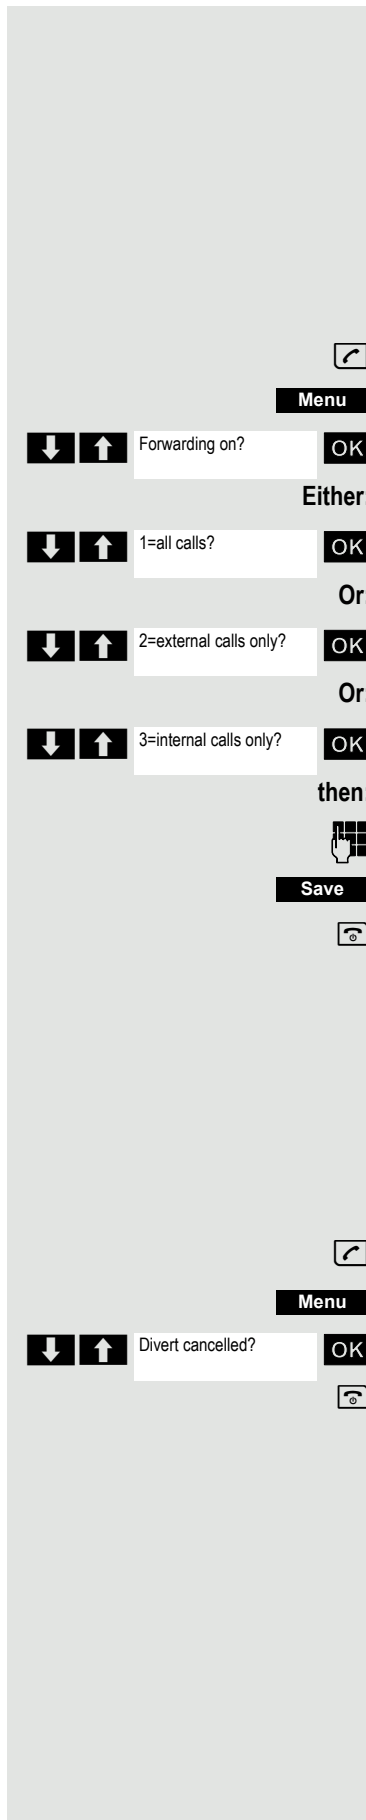 Menu
Forwarding on? OK
Either:
1=all calls? OK
Or:
2=external calls only? OK
Or:
3=internal calls only? OK
then:
Save
Menu
Divert cancelled? OK